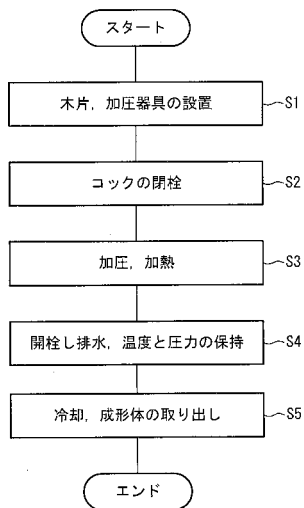 スタート
木片，加圧器具の設置 S1
コックの閉栓 S2
加圧，加熱 S3
開栓し排水，温度と圧力の保持 S4
冷却，成形体の取り出し S5
エンド